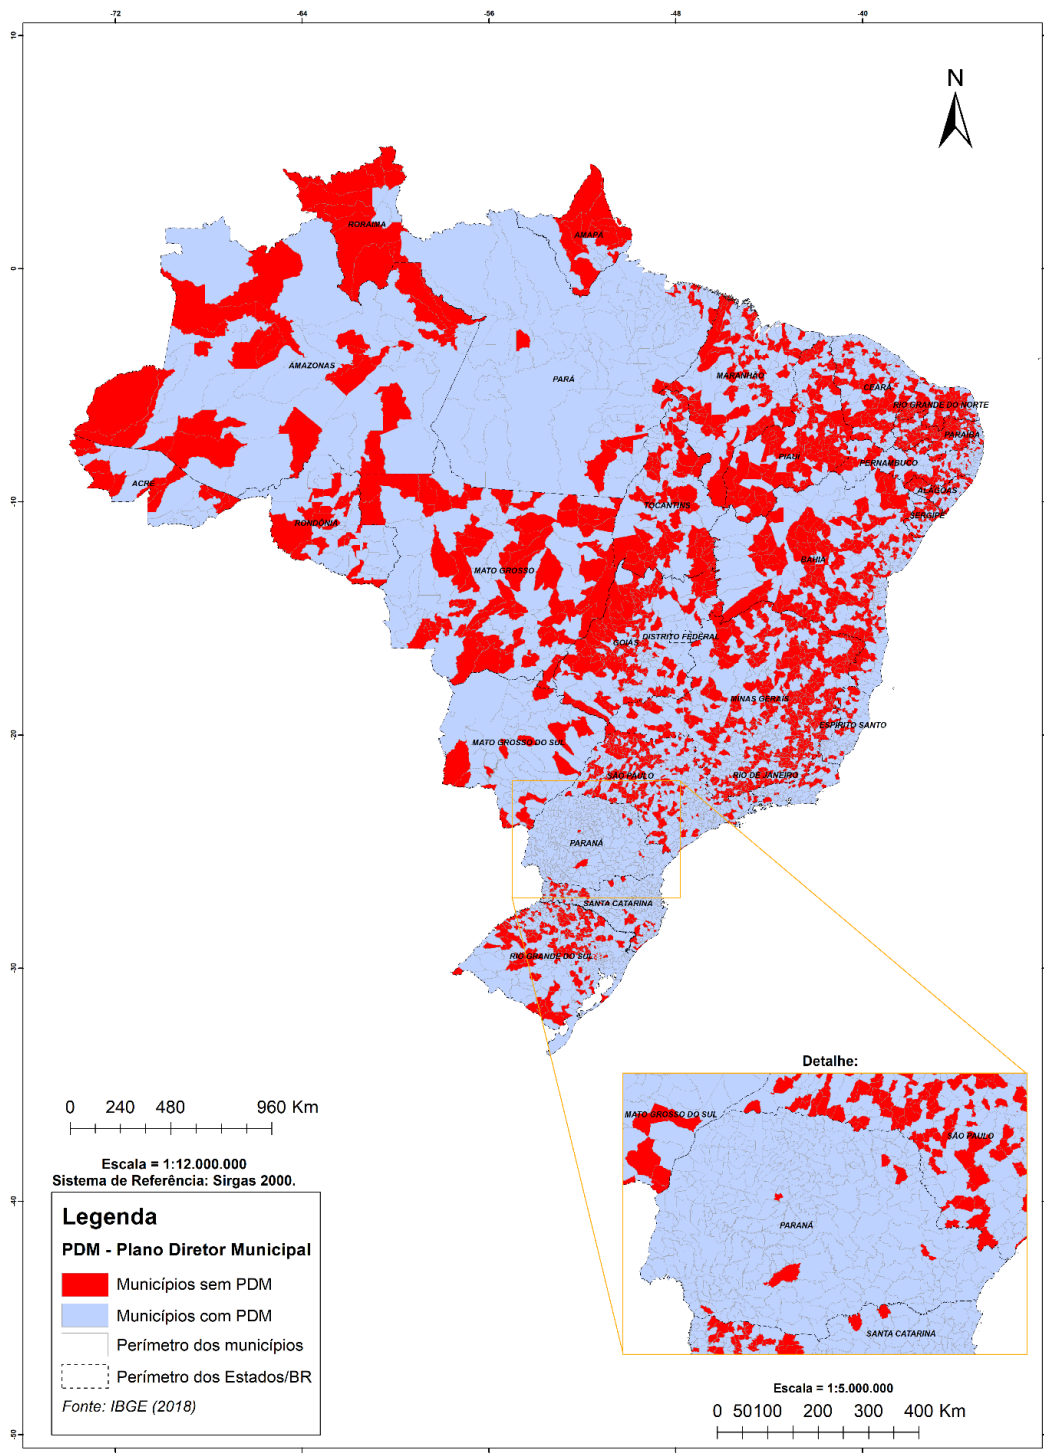 -72
-64
-56
-48
-40
10
0
-10
-20
-30
-40
-50
N
RORAIMA
AMAPÁ
AMAZONAS
PARÁ
MARANHÃO
CEARÁ
RIO GRANDE DO NORTE
PARAÍBA
PIAUÍ
PERNAMBUCO
ACRE
ALAGOAS
TOCANTINS
SERGIPE
RONDÔNIA
BAHIA
MATO GROSSO
DISTRITO FEDERAL
GOIÁS
MINAS GERAIS
ESPÍRITO SANTO
MATO GROSSO DO SUL
SÃO PAULO
RIO DE JANEIRO
PARANÁ
SANTA CATARINA
RIO GRANDE DO SUL
Detalhe:
MATO GROSSO DO SUL
SÃO PAULO
PARANÁ
SANTA CATARINA
0 240 480 960 Km
Escala = 1:12.000.000
Sistema de Referência: Sirgas 2000.
Legenda
PDM - Plano Diretor Municipal
Municípios sem PDM
Municípios com PDM
Perímetro dos municípios
Perímetro dos Estados/BR
Fonte: IBGE (2018)
Escala = 1:5.000.000
0 50 100 200 300 400 Km